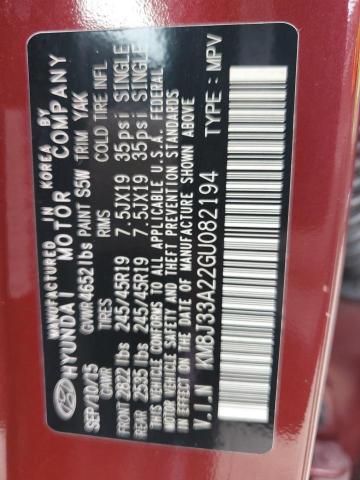 MANUFACTURED IN KOREA BY
HYUNDAI MOTOR COMPANY
SEP/10/15 GVWR 4652 lbs PAINT S5W TRIM YAK
GAWR RIMS COLD TIRE INFL
FRONT 2822 lbs 245/45R19 7.5JX19 35psi SINGLE
REAR 2535 lbs 245/45R19 7.5JX19 35psi SINGLE
THIS VEHICLE CONFORMS TO ALL APPLICABLE U.S.A. FEDERAL
MOTOR VEHICLE SAFETY AND THEFT PREVENTION STANDARDS
IN EFFECT ON THE DATE OF MANUFACTURE SHOWN ABOVE
V.I.N KM8J33A22GU082194 TYPE: MPV